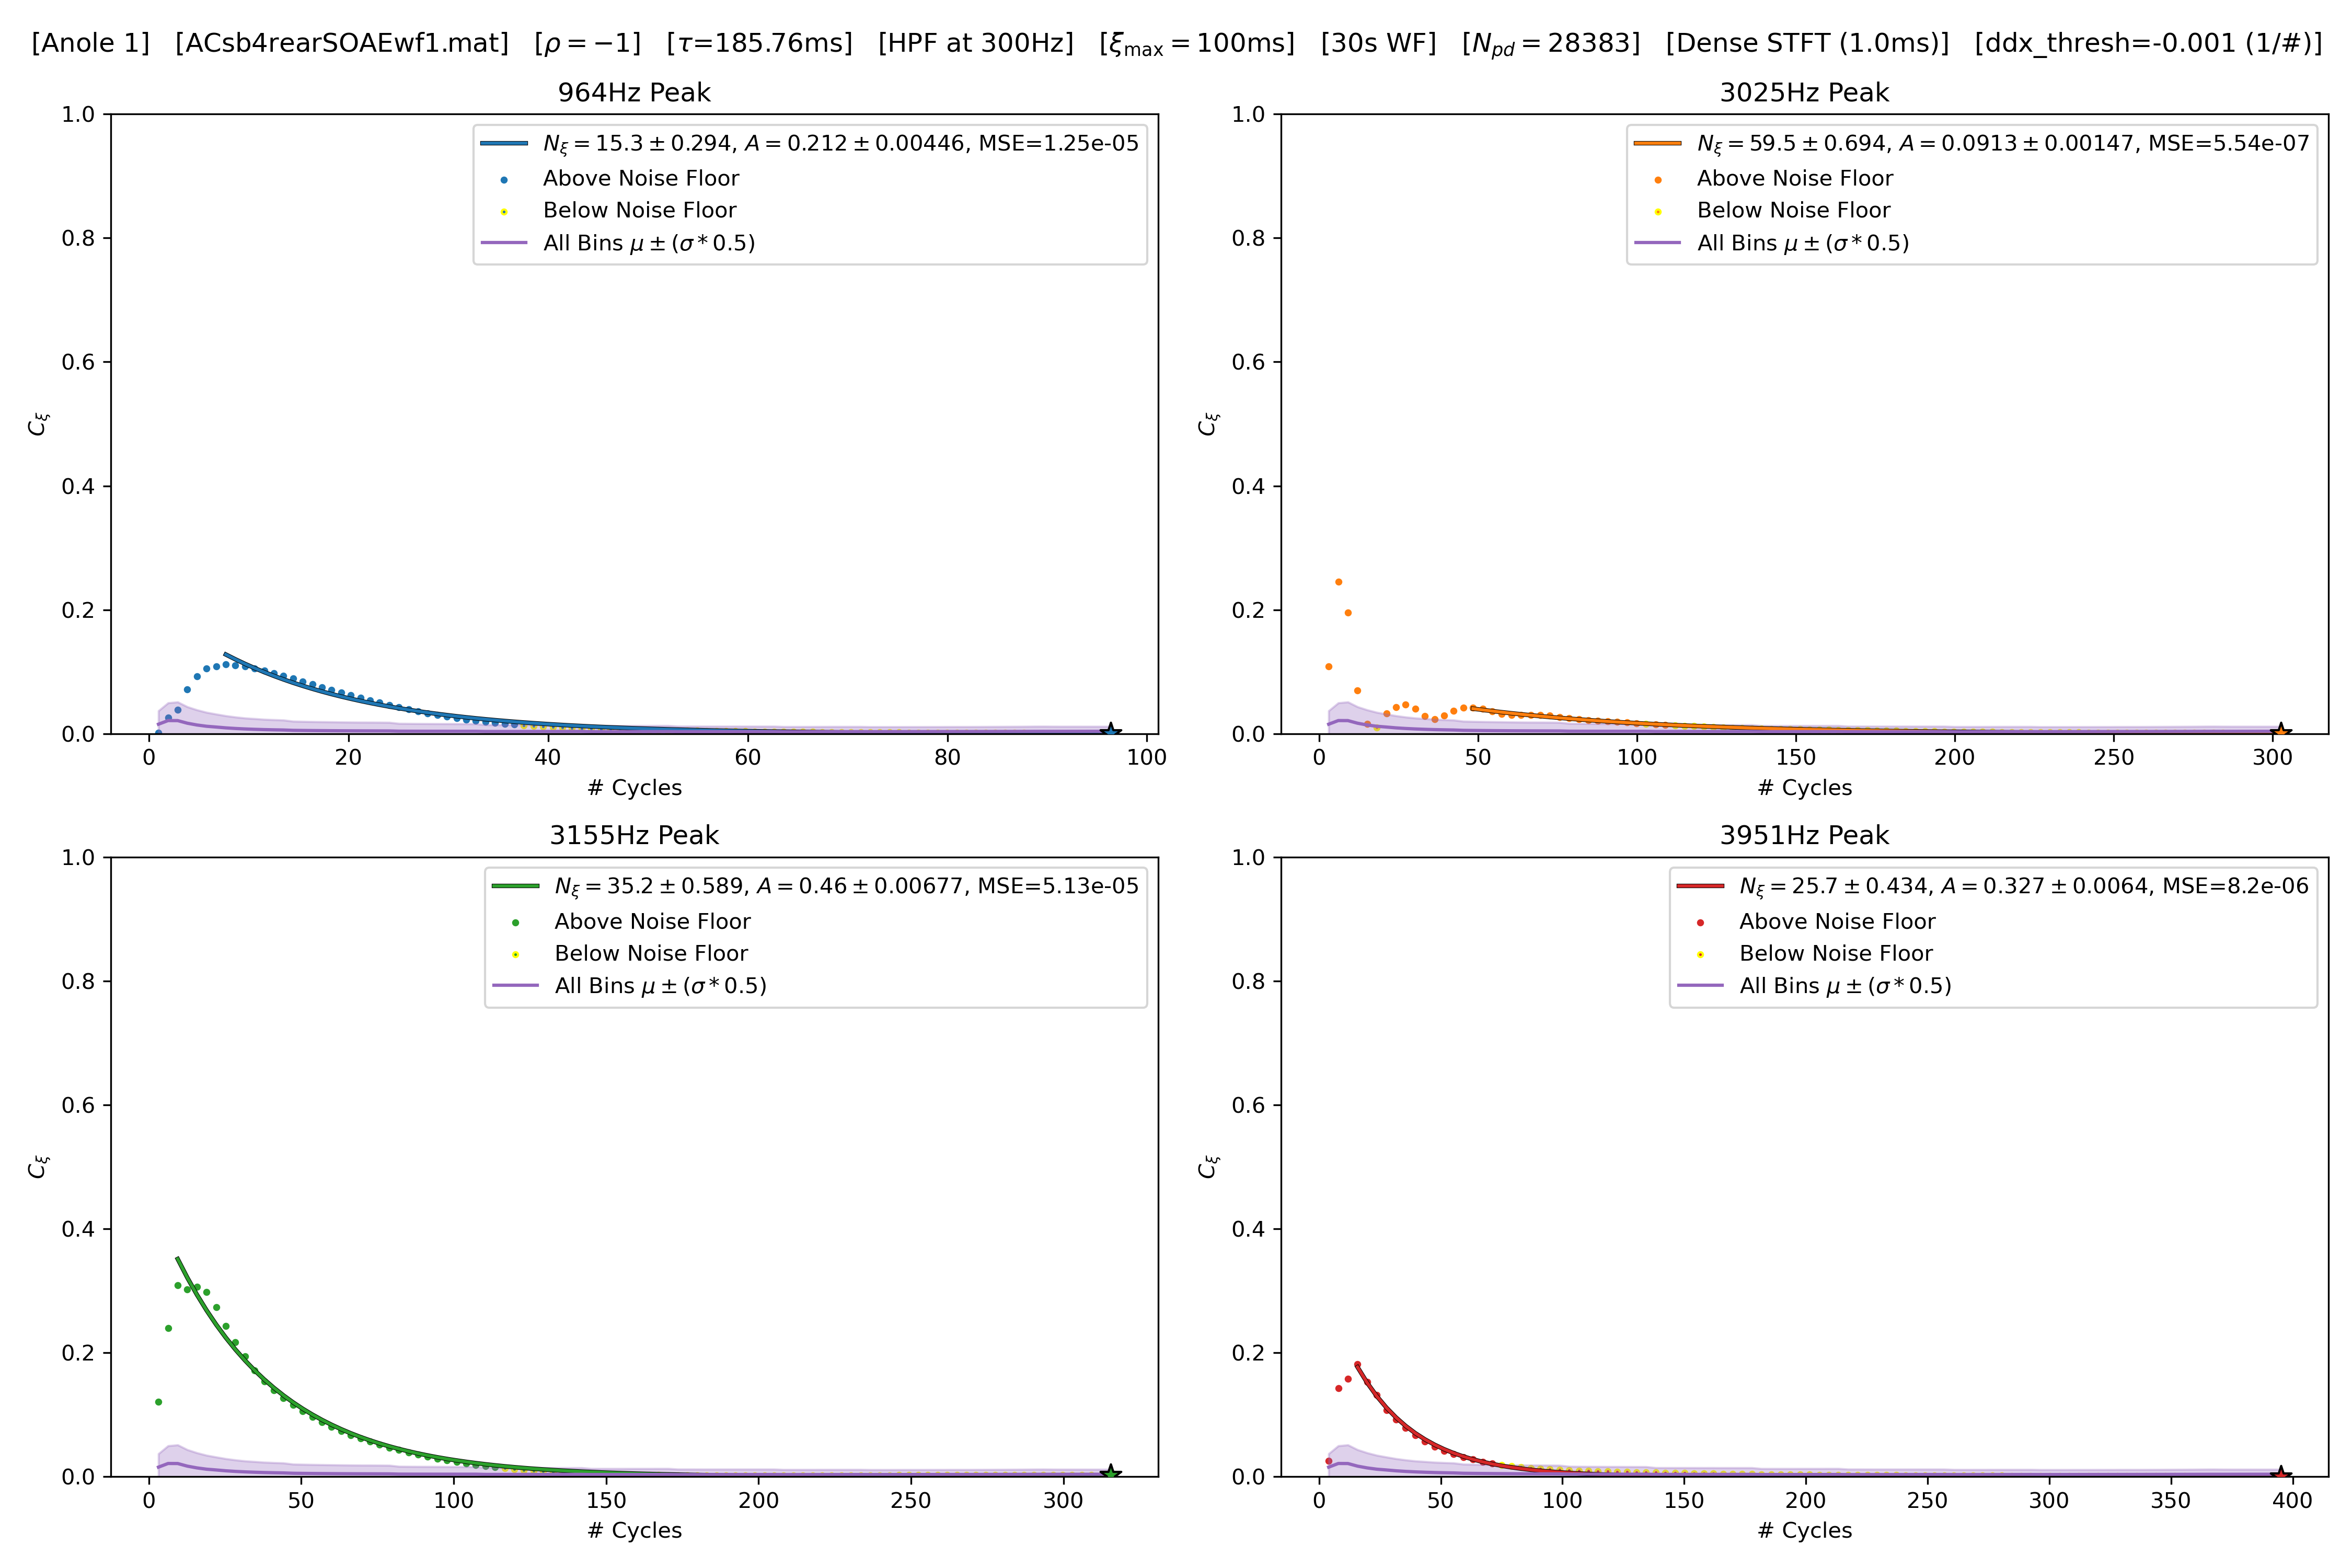 [Anole 1] [ACsb4rearSOAEwf1.mat] [ρ = −1] [τ=185.76ms] [HPF at 300Hz] [ξ_max = 100ms] [30s WF] [N_pd = 28383] [Dense STFT (1.0ms)] [ddx_thresh=-0.001 (1/#)]
964Hz Peak
N_ξ = 15.3 ± 0.294, A = 0.212 ± 0.00446, MSE=1.25e-05
Above Noise Floor
Below Noise Floor
All Bins μ ± (σ * 0.5)
1.0
0.8
0.6
0.4
0.2
0.0
C_ξ
0 20 40 60 80 100
# Cycles
3025Hz Peak
N_ξ = 59.5 ± 0.694, A = 0.0913 ± 0.00147, MSE=5.54e-07
Above Noise Floor
Below Noise Floor
All Bins μ ± (σ * 0.5)
1.0
0.8
0.6
0.4
0.2
0.0
C_ξ
0 50 100 150 200 250 300
# Cycles
3155Hz Peak
N_ξ = 35.2 ± 0.589, A = 0.46 ± 0.00677, MSE=5.13e-05
Above Noise Floor
Below Noise Floor
All Bins μ ± (σ * 0.5)
1.0
0.8
0.6
0.4
0.2
0.0
C_ξ
0 50 100 150 200 250 300
# Cycles
3951Hz Peak
N_ξ = 25.7 ± 0.434, A = 0.327 ± 0.0064, MSE=8.2e-06
Above Noise Floor
Below Noise Floor
All Bins μ ± (σ * 0.5)
1.0
0.8
0.6
0.4
0.2
0.0
C_ξ
0 50 100 150 200 250 300 350 400
# Cycles